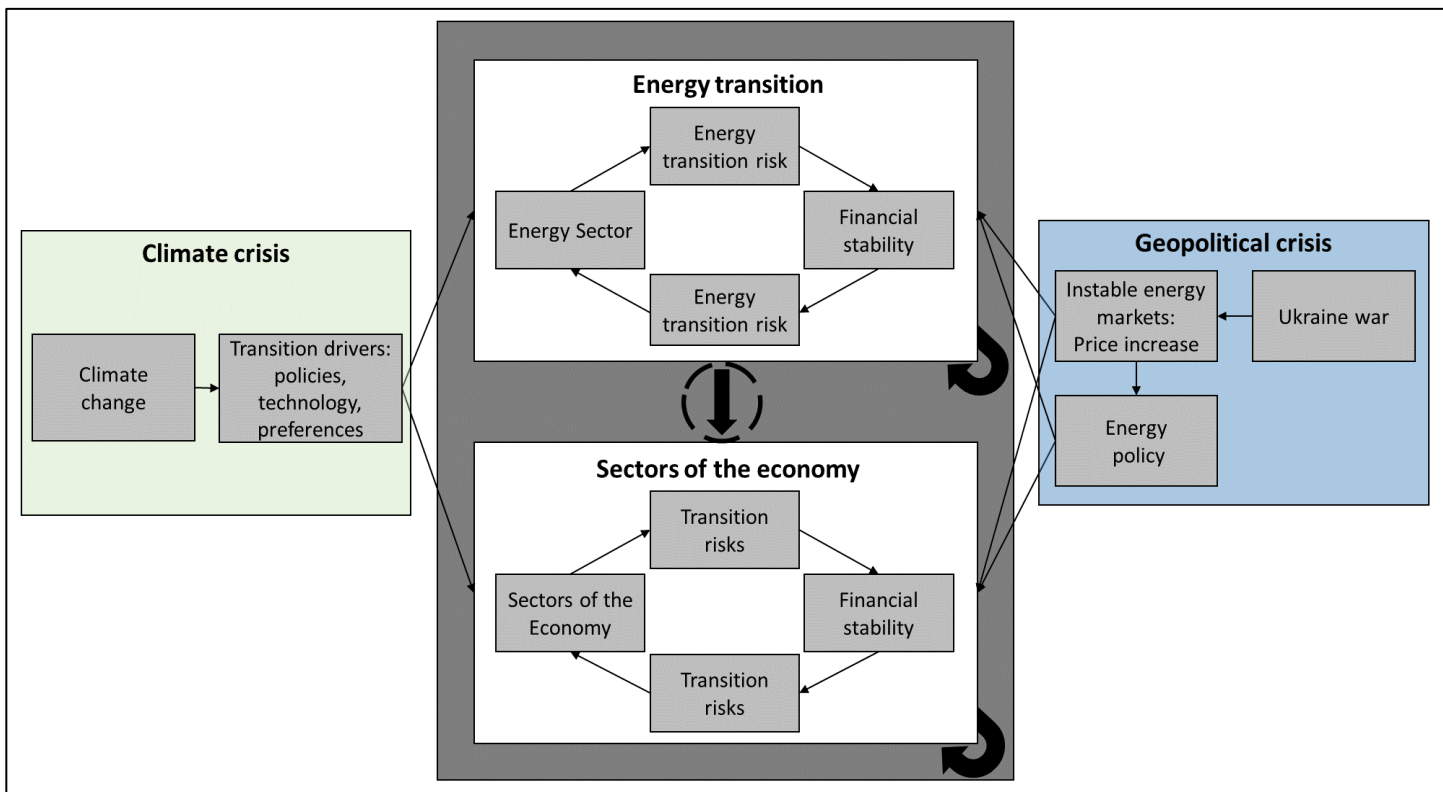 Energy transition
Energy
transition risk
Energy Sector
Financial
stability
Energy
transition risk
Climate crisis
Climate
change
Transition drivers:
policies,
technology,
preferences
Geopolitical crisis
Instable energy
markets:
Price increase
Ukraine war
Energy
policy
Sectors of the economy
Transition
risks
Sectors of the
Economy
Financial
stability
Transition
risks